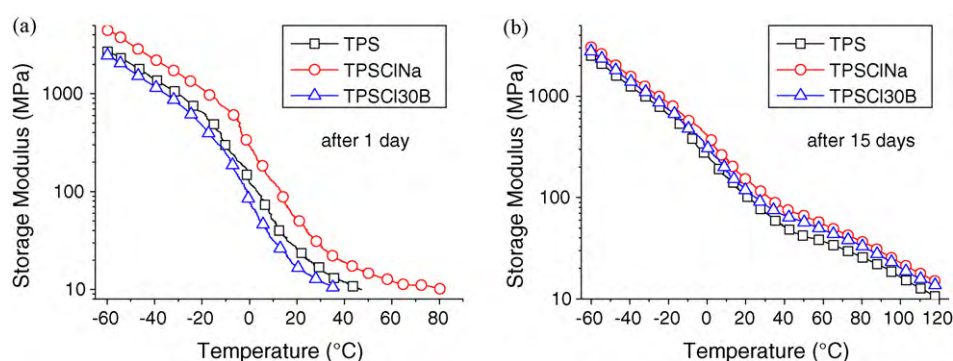 (a)
Storage Modulus (MPa)
1000
100
10
TPS
TPSClNa
TPSCl30B
after 1 day
-60 -40 -20 0 20 40 60 80
Temperature (°C)
(b)
Storage Modulus (MPa)
1000
100
10
TPS
TPSClNa
TPSCl30B
after 15 days
-60 -40 -20 0 20 40 60 80 100 120
Temperature (°C)